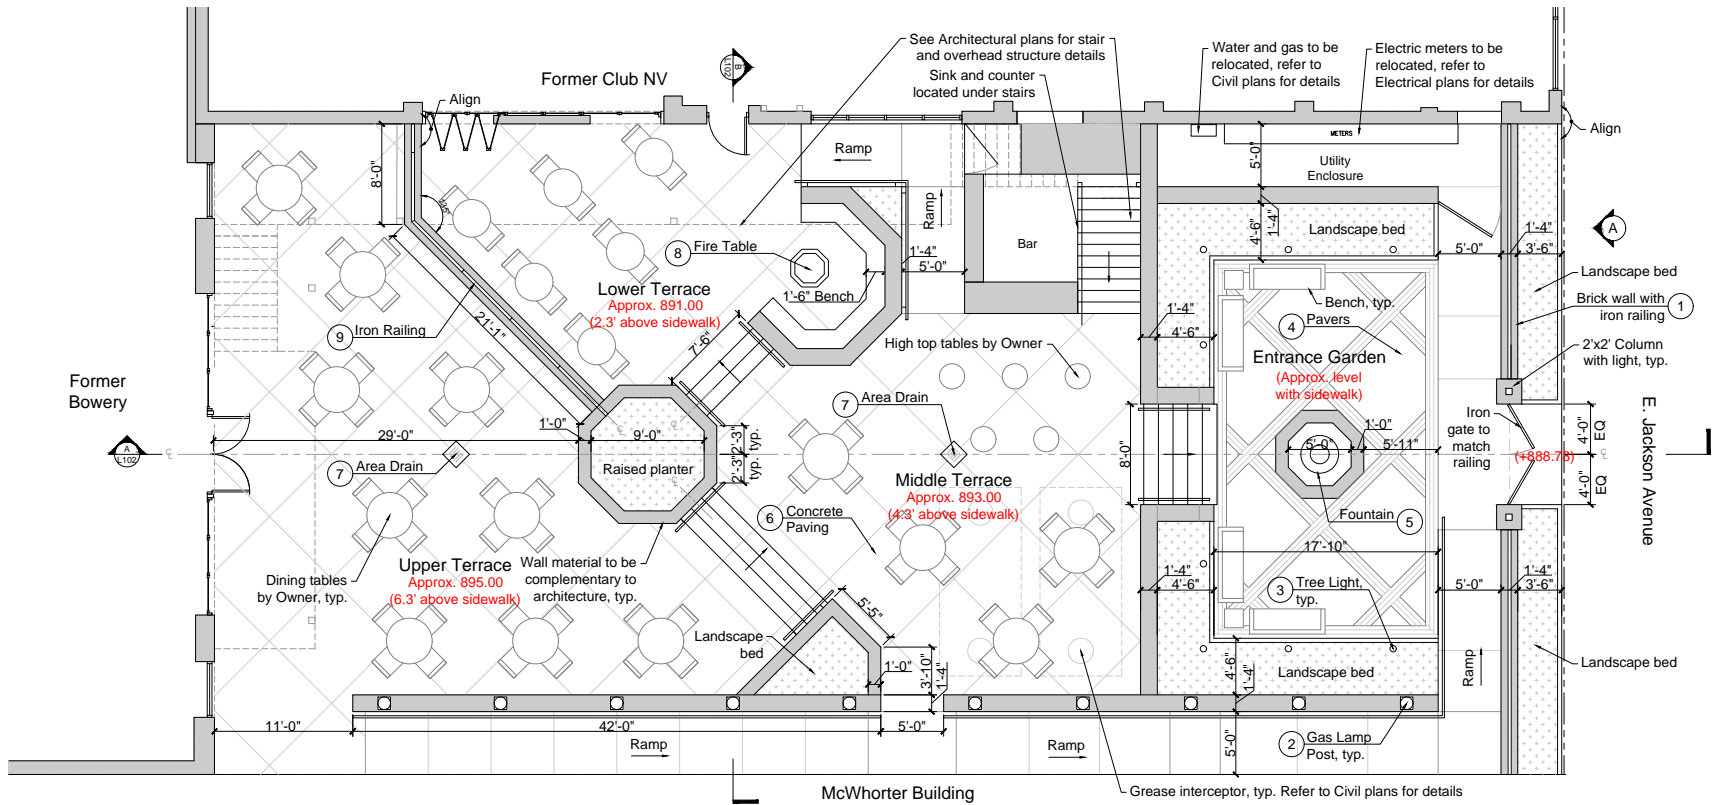 Former Club NV
B
L102
See Architectural plans for stair
and overhead structure details
Sink and counter
located under stairs
Water and gas to be
relocated, refer to
Civil plans for details
Electric meters to be
relocated, refer to
Electrical plans for details
Align
Align
METERS
Utility
Enclosure
5'-0"
Ramp
Ramp
8'-0"
135°
1'-4"
4'-6"
Landscape bed
A
5'-0"
1'-4"
3'-6"
Bar
8
Fire Table
1'-4"
5'-0"
1'-6" Bench
Lower Terrace
Approx. 891.00
(2.3' above sidewalk)
9
Iron Railing
21'-1"
7'-6"
1'-4"
4'-6"
Bench, typ.
4
Pavers
Landscape bed
Brick wall with
iron railing
1
2'x2' Column
with light, typ.
High top tables by Owner
Entrance Garden
(Approx. level
with sidewalk)
Former
Bowery
7
Area Drain
Iron
gate to
match
railing
4'-0"
EQ
4'-0"
EQ
E. Jackson Avenue
A
L102
29'-0"
1'-0"
9'-0"
2'-3"
typ.
2'-3"
typ.
8'-0"
5'-0"
1'-0"
5'-11"
(+888.78)
7
Area Drain
Raised planter
Middle Terrace
Approx. 893.00
(4.3' above sidewalk)
6
Concrete
Paving
Fountain
5
17'-10"
Upper Terrace
Approx. 895.00
(6.3' above sidewalk)
Wall material to be
complementary to
architecture, typ.
Dining tables
by Owner, typ.
1'-4"
4'-6"
3
Tree Light,
typ.
5'-0"
1'-4"
3'-6"
5'-5"
Landscape
bed
1'-0"
3'-10"
1'-4"
4'-6"
1'-4"
Landscape bed
Ramp
Landscape bed
11'-0"
42'-0"
5'-0"
Ramp
Ramp
5'-0"
2
Gas Lamp
Post, typ.
McWhorter Building
Grease interceptor, typ. Refer to Civil plans for details